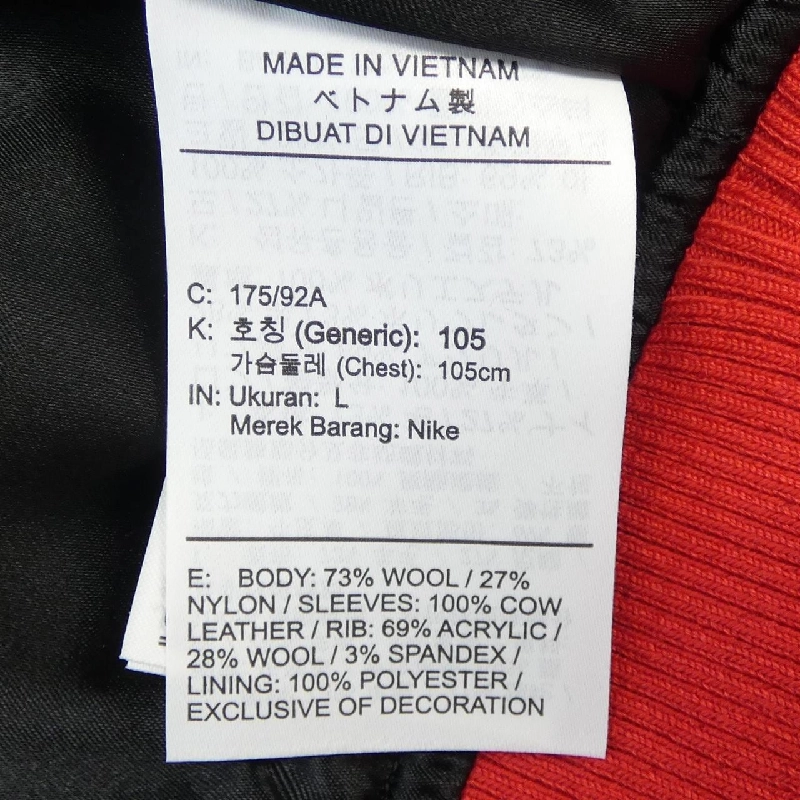 MADE IN VIETNAM
ベトナム製
DIBUAT DI VIETNAM
C: 175/92A
K: 호칭 (Generic): 105
가슴둘레 (Chest): 105cm
IN: Ukuran: L
Merek Barang: Nike
E: BODY: 73% WOOL / 27%
NYLON / SLEEVES: 100% COW
LEATHER / RIB: 69% ACRYLIC /
28% WOOL / 3% SPANDEX /
LINING: 100% POLYESTER /
EXCLUSIVE OF DECORATION